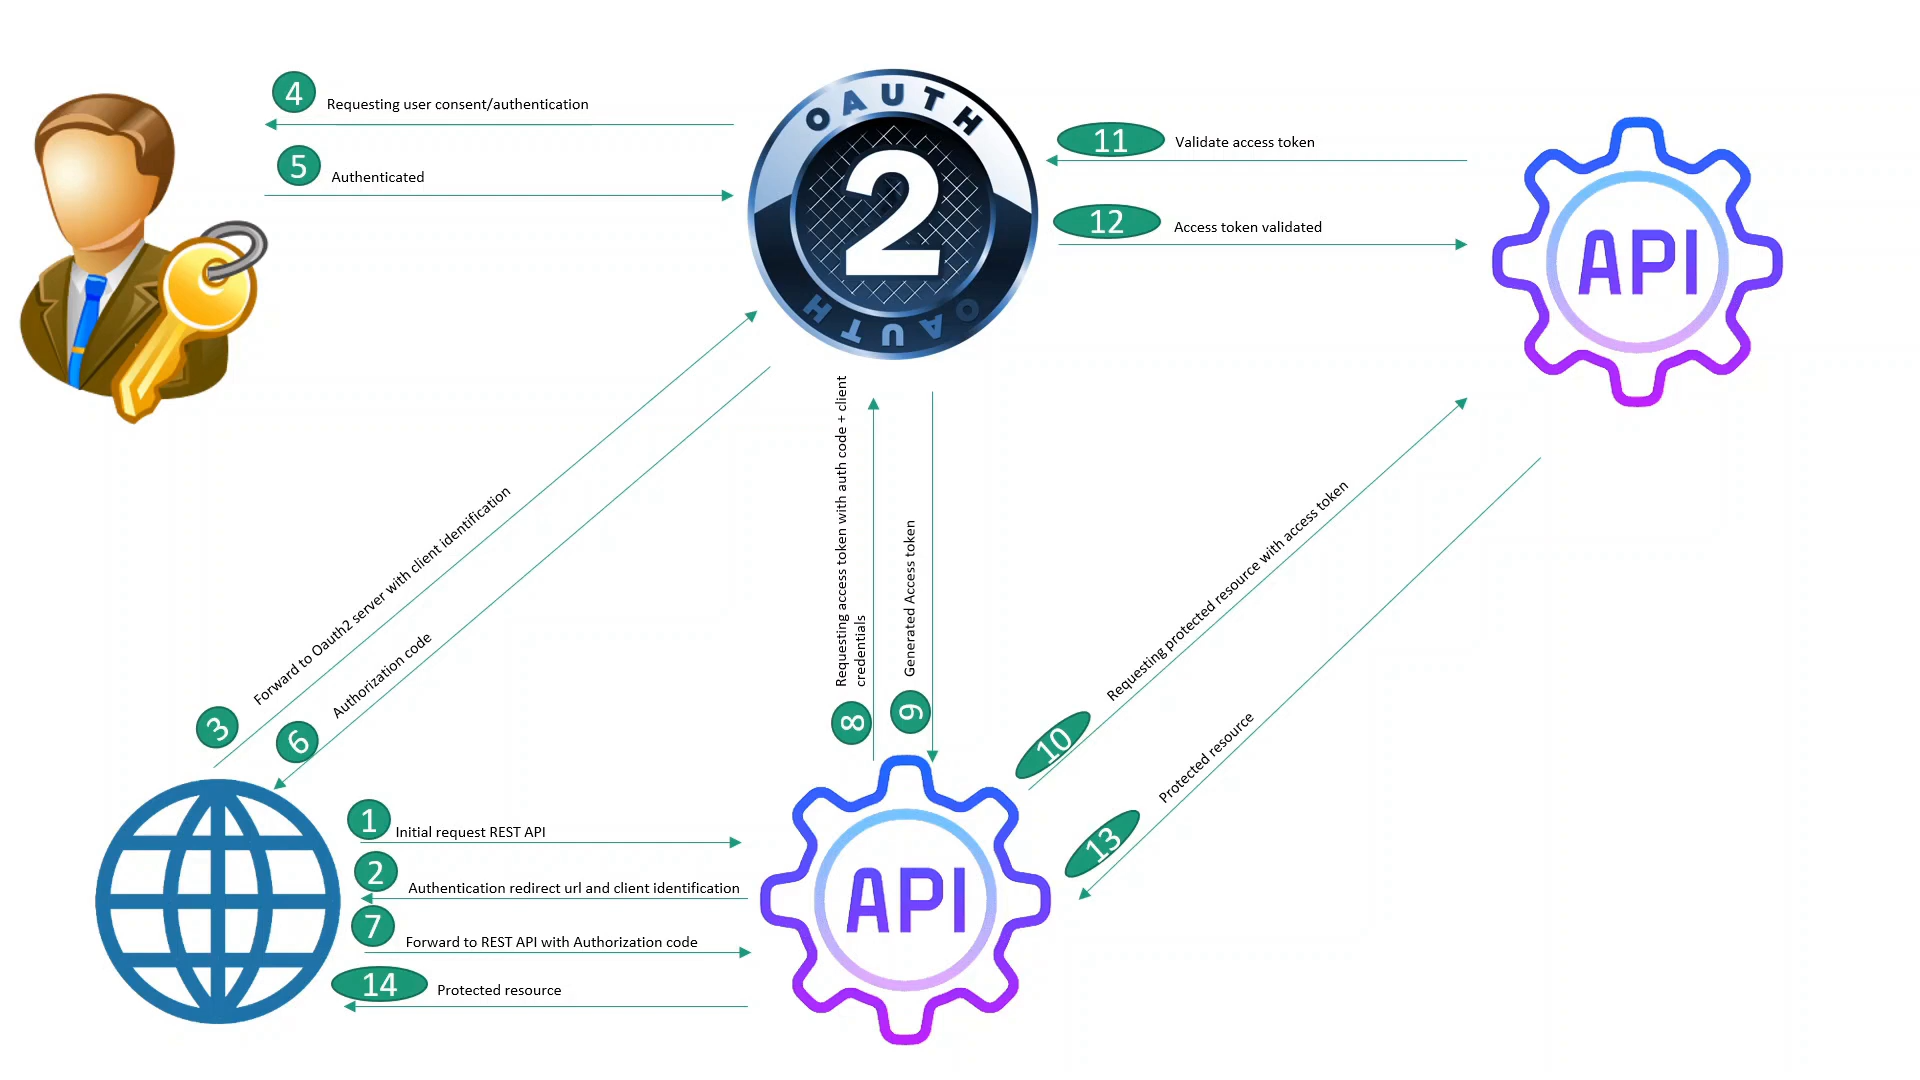 4
Requesting user consent/authentication
5
Authenticated
OAUTH
2
OAUTH
11
Validate access token
12
Access token validated
API
3
Forward to Oauth2 server with client identification
6
Authorization code
8
Requesting access token with auth code + client
credentials
9
Generated Access token
10
Requesting protected resource with access token
13
Protected resource
1
Initial request REST API
2
Authentication redirect url and client identification
7
Forward to REST API with Authorization code
14
Protected resource
API